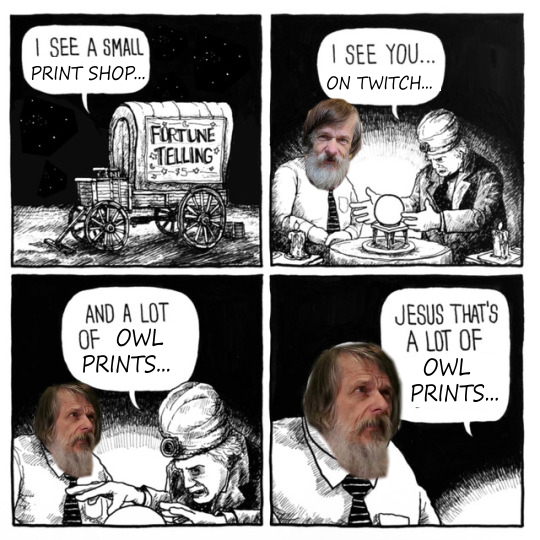 I SEE A SMALL
PRINT SHOP...
FORTUNE
TELLING
$5
I SEE YOU...
ON TWITCH...
AND A LOT
OF OWL
PRINTS...
JESUS THAT'S
A LOT OF
OWL
PRINTS...